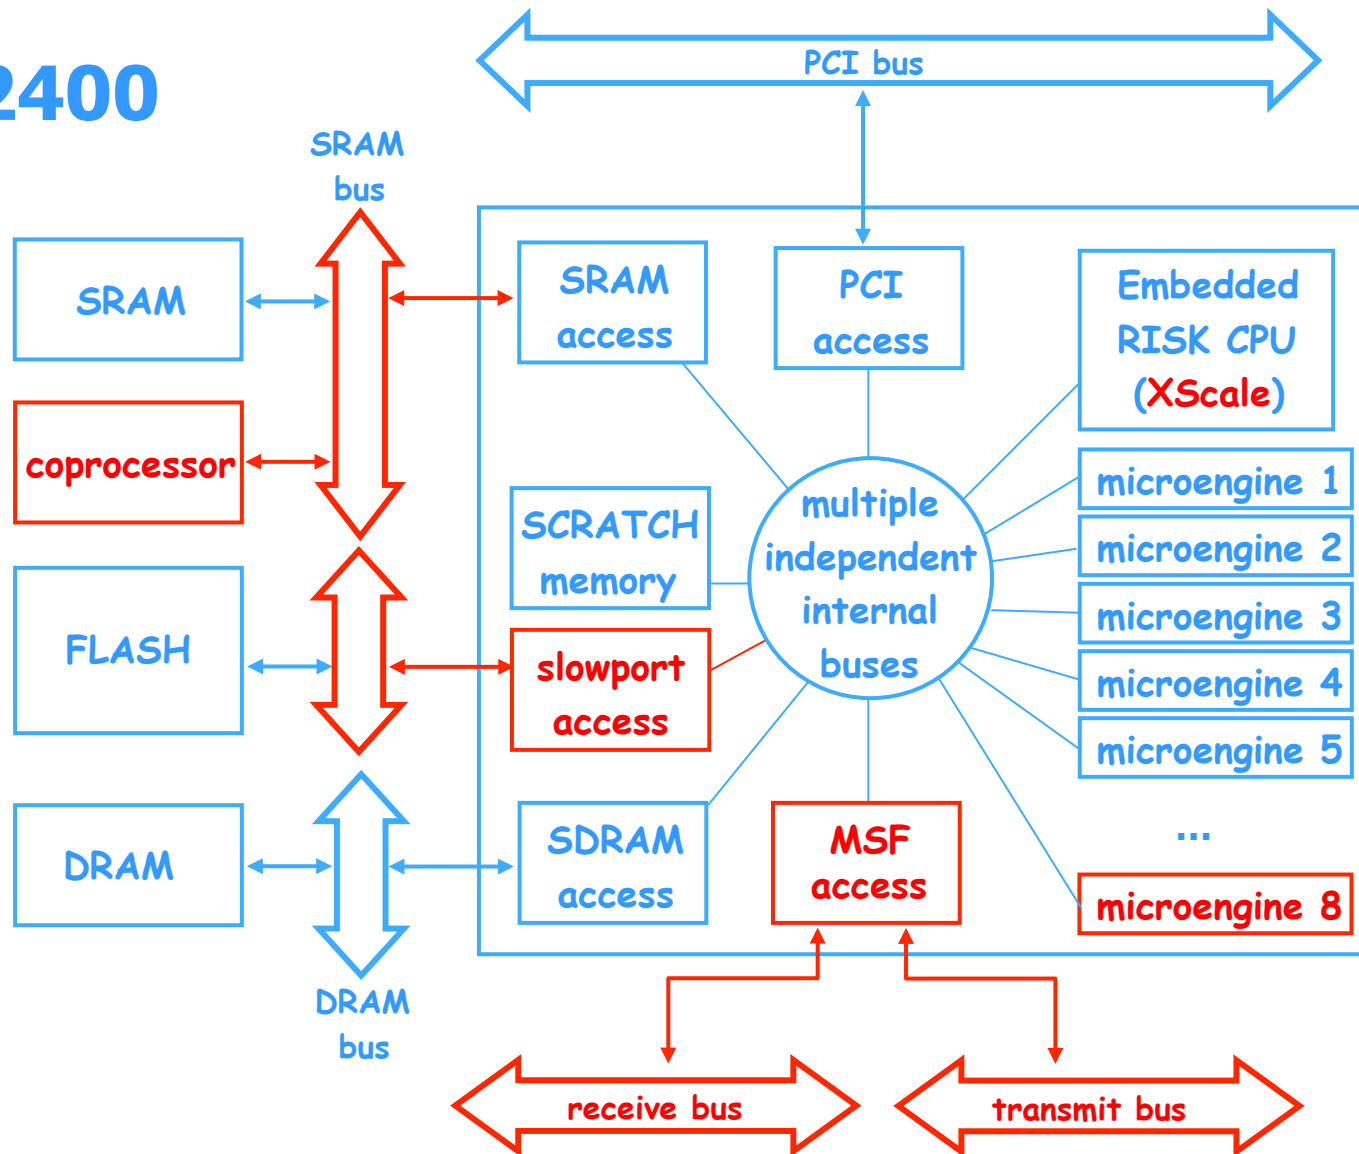 2400
PCI bus
SRAM
bus
SRAM
coprocessor
FLASH
DRAM
DRAM
bus
SRAM
access
PCI
access
Embedded
RISK CPU
(XScale)
SCRATCH
memory
slowport
access
SDRAM
access
MSF
access
multiple
independent
internal
buses
microengine 1
microengine 2
microengine 3
microengine 4
microengine 5
...
microengine 8
receive bus
transmit bus